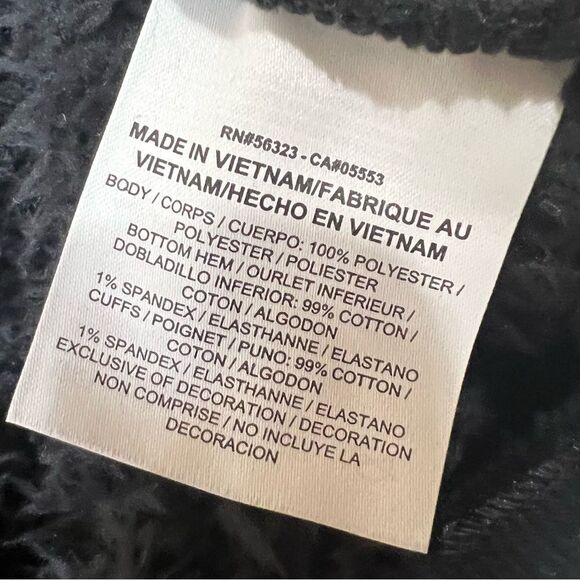 RN#56323 - CA#05553
MADE IN VIETNAM/FABRIQUE AU
VIETNAM/HECHO EN VIETNAM
BODY / CORPS / CUERPO: 100% POLYESTER /
POLYESTER / POLIESTER
BOTTOM HEM / OURLET INFERIEUR /
DOBLADILLO INFERIOR: 99% COTTON /
COTON / ALGODON
1% SPANDEX / ELASTHANNE / ELASTANO
CUFFS / POIGNET / PUNO: 99% COTTON /
COTON / ALGODON
1% SPANDEX / ELASTHANNE / ELASTANO
EXCLUSIVE OF DECORATION / DECORATION
NON COMPRISE / NO INCLUYE LA
DECORACION